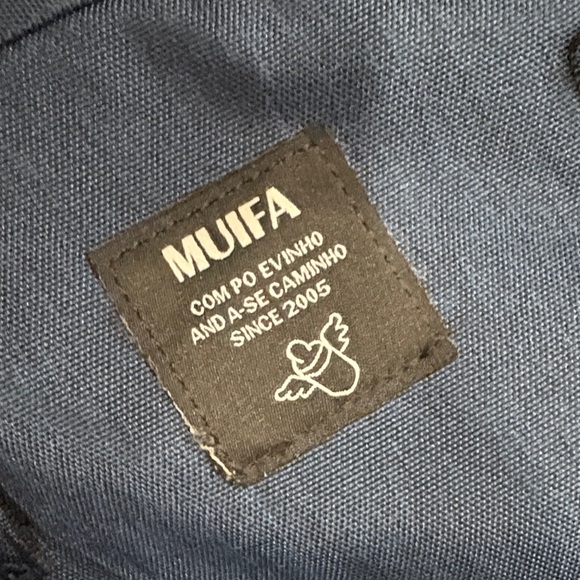 MUIFA
COM PO EVINHO
AND A-SE CAMINHO
SINCE 2005